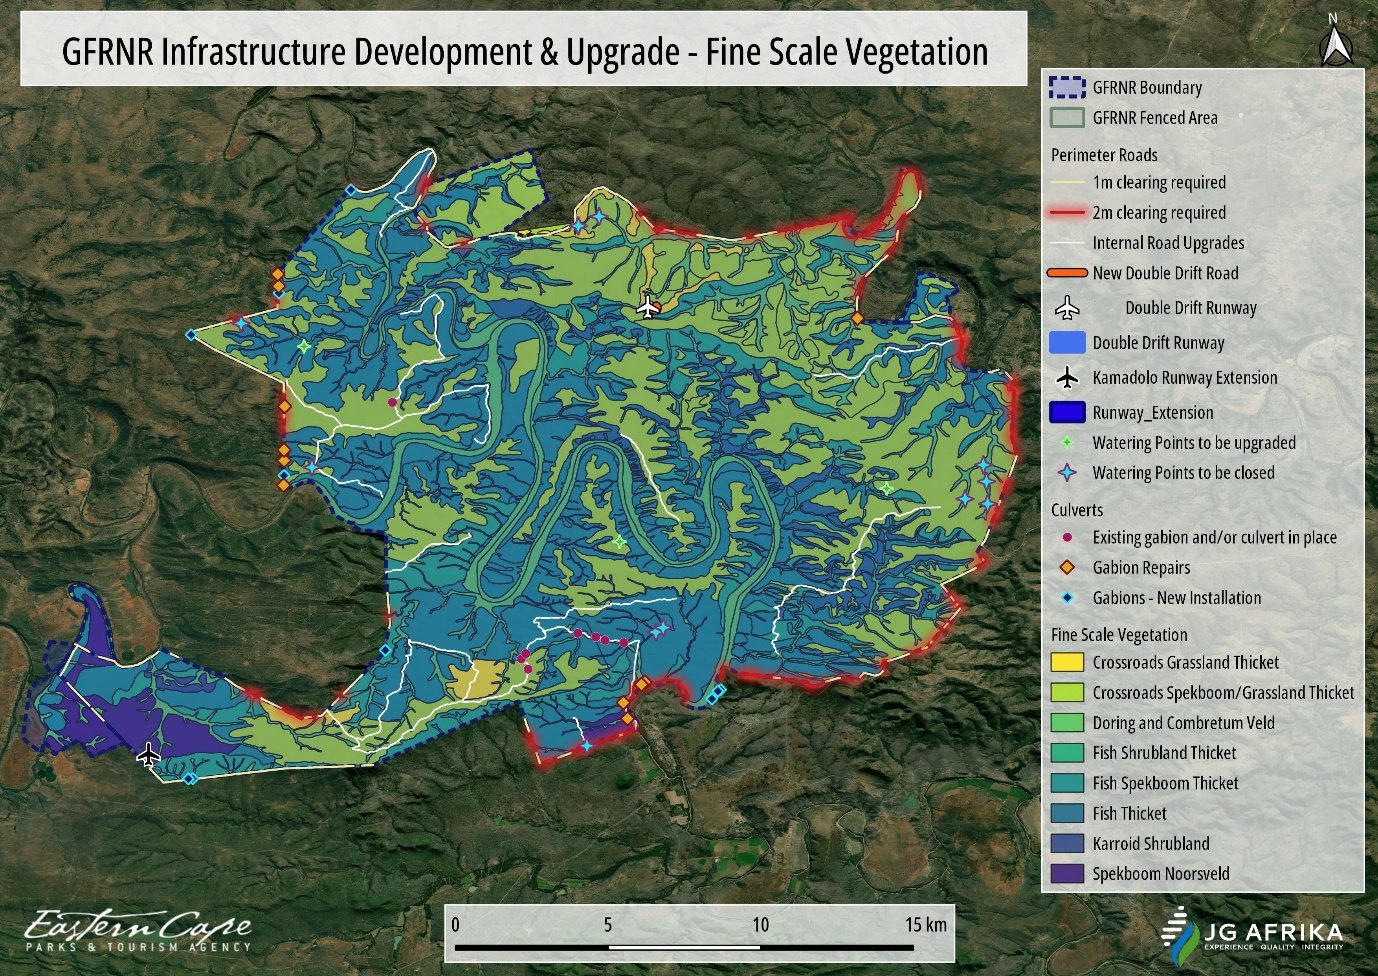 GFRNR Infrastructure Development & Upgrade - Fine Scale Vegetation
N
GFRNR Boundary
GFRNR Fenced Area
Perimeter Roads
1m clearing required
2m clearing required
Internal Road Upgrades
New Double Drift Road
Double Drift Runway
Double Drift Runway
Kamadolo Runway Extension
Runway_Extension
Watering Points to be upgraded
Watering Points to be closed
Culverts
Existing gabion and/or culvert in place
Gabion Repairs
Gabions - New Installation
Fine Scale Vegetation
Crossroads Grassland Thicket
Crossroads Spekboom/Grassland Thicket
Doring and Combretum Veld
Fish Shrubland Thicket
Fish Spekboom Thicket
Fish Thicket
Karroid Shrubland
Spekboom Noorsveld
Eastern Cape
PARKS & TOURISM AGENCY
0 5 10 15 km
JG AFRIKA
EXPERIENCE QUALITY INTEGRITY